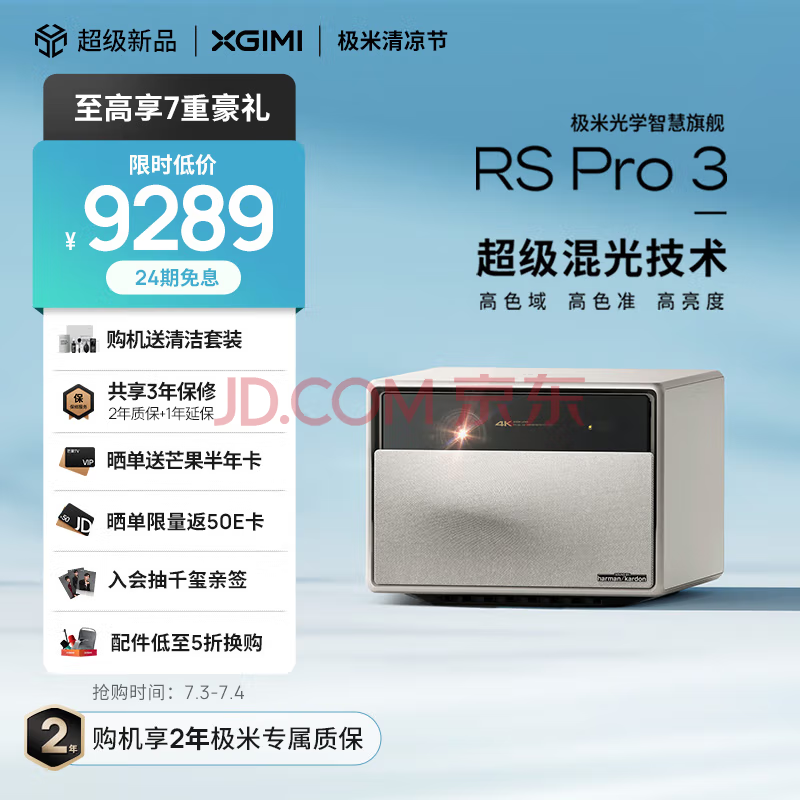 超级新品 | XGIMI | 极米清凉节
至高享7重豪礼
限时低价
¥9289
24期免息
购机送清洁套装
保
共享3年保修
2年质保+1年延保
VIP
晒单送芒果半年卡
50 JD
晒单限量返50E卡
入会抽千玺亲签
配件低至5折换购
抢购时间：7.3-7.4
2年
购机享2年极米专属质保
极米光学智慧旗舰
RS Pro 3
超级混光技术
高色域 高色准 高亮度
JD.COM 京东
4K
harman/kardon